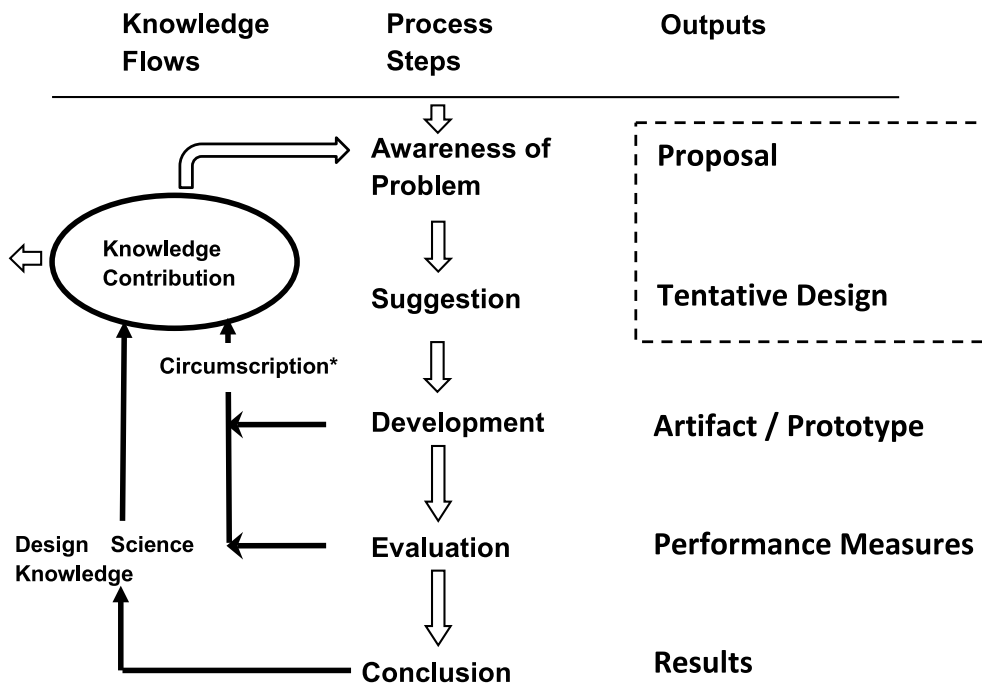 Knowledge
Flows
Process
Steps
Outputs
Awareness of
Problem
Proposal
Knowledge
Contribution
Suggestion
Tentative Design
Circumscription*
Development
Artifact / Prototype
Design Science
Knowledge
Evaluation
Performance Measures
Conclusion
Results